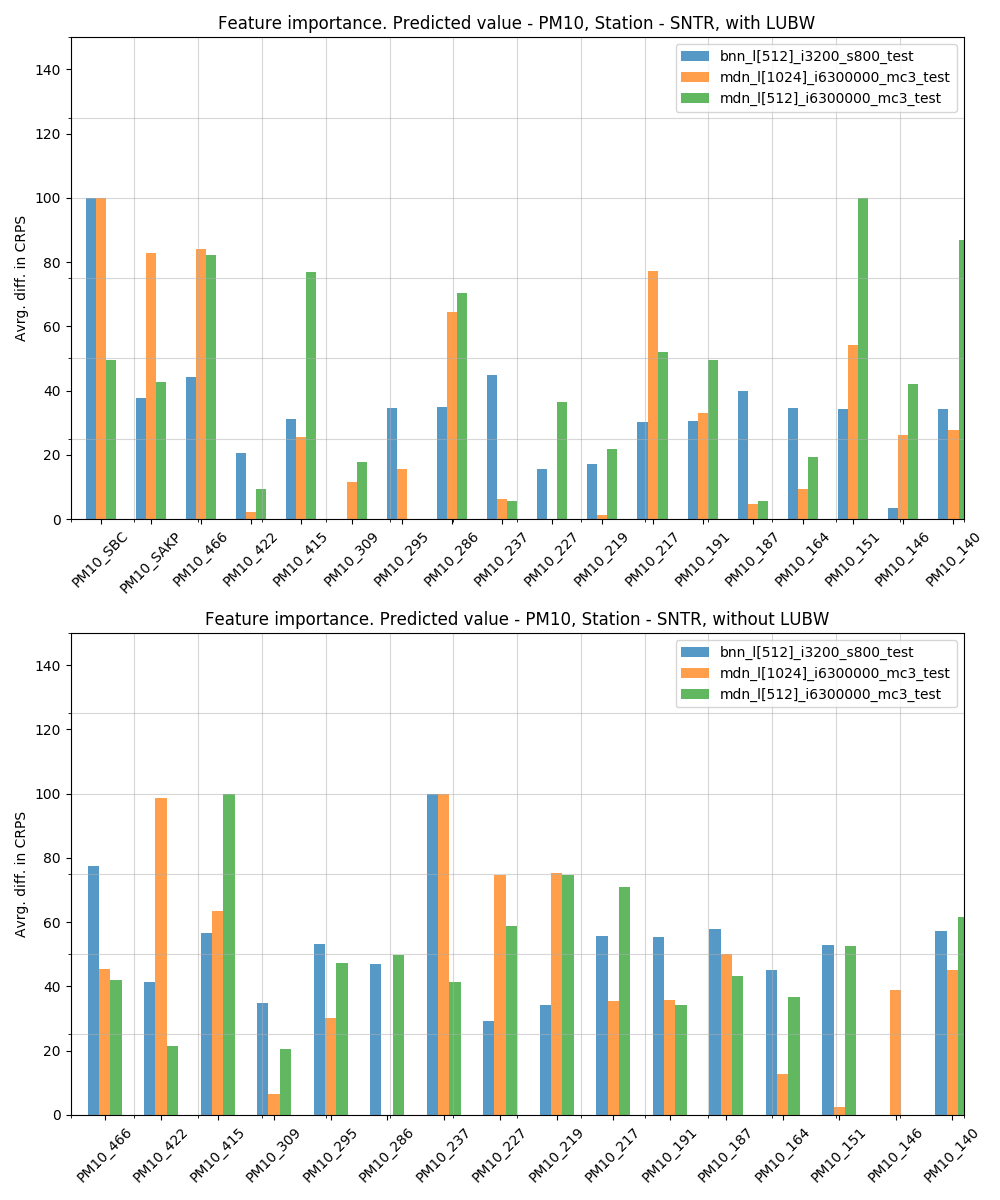 Feature importance. Predicted value - PM10, Station - SNTR, with LUBW
bnn_l[512]_i3200_s800_test
mdn_l[1024]_i6300000_mc3_test
mdn_l[512]_i6300000_mc3_test
Avrg. diff. in CRPS
140
120
100
80
60
40
20
0
PM10_SBC
PM10_SAKP
PM10_466
PM10_422
PM10_415
PM10_309
PM10_295
PM10_286
PM10_237
PM10_227
PM10_219
PM10_217
PM10_191
PM10_187
PM10_164
PM10_151
PM10_146
PM10_140
Feature importance. Predicted value - PM10, Station - SNTR, without LUBW
bnn_l[512]_i3200_s800_test
mdn_l[1024]_i6300000_mc3_test
mdn_l[512]_i6300000_mc3_test
Avrg. diff. in CRPS
140
120
100
80
60
40
20
0
PM10_466
PM10_422
PM10_415
PM10_309
PM10_295
PM10_286
PM10_237
PM10_227
PM10_219
PM10_217
PM10_191
PM10_187
PM10_164
PM10_151
PM10_146
PM10_140